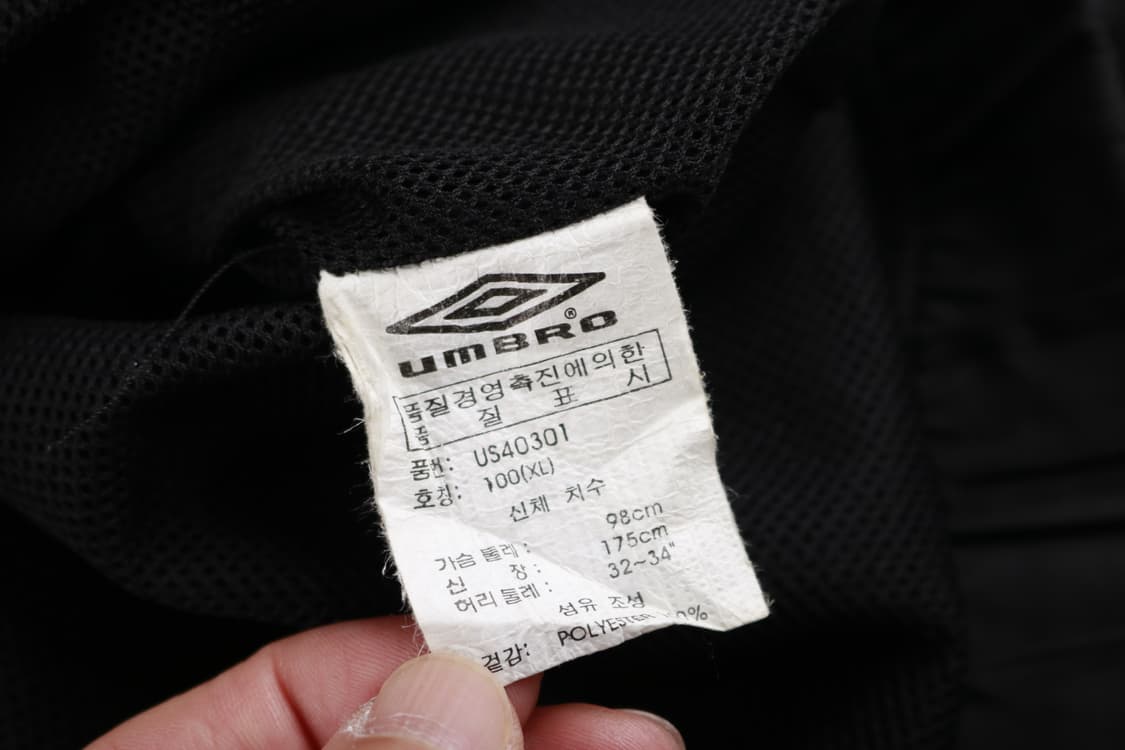 UMBRO®
품질경영촉진에의한
품 질 표 시
품번: US40301
호칭: 100(XL)
신체 치수
가슴둘레: 98cm
신 장: 175cm
허리둘레: 32~34"
섬유 조성
겉감: POLYESTER